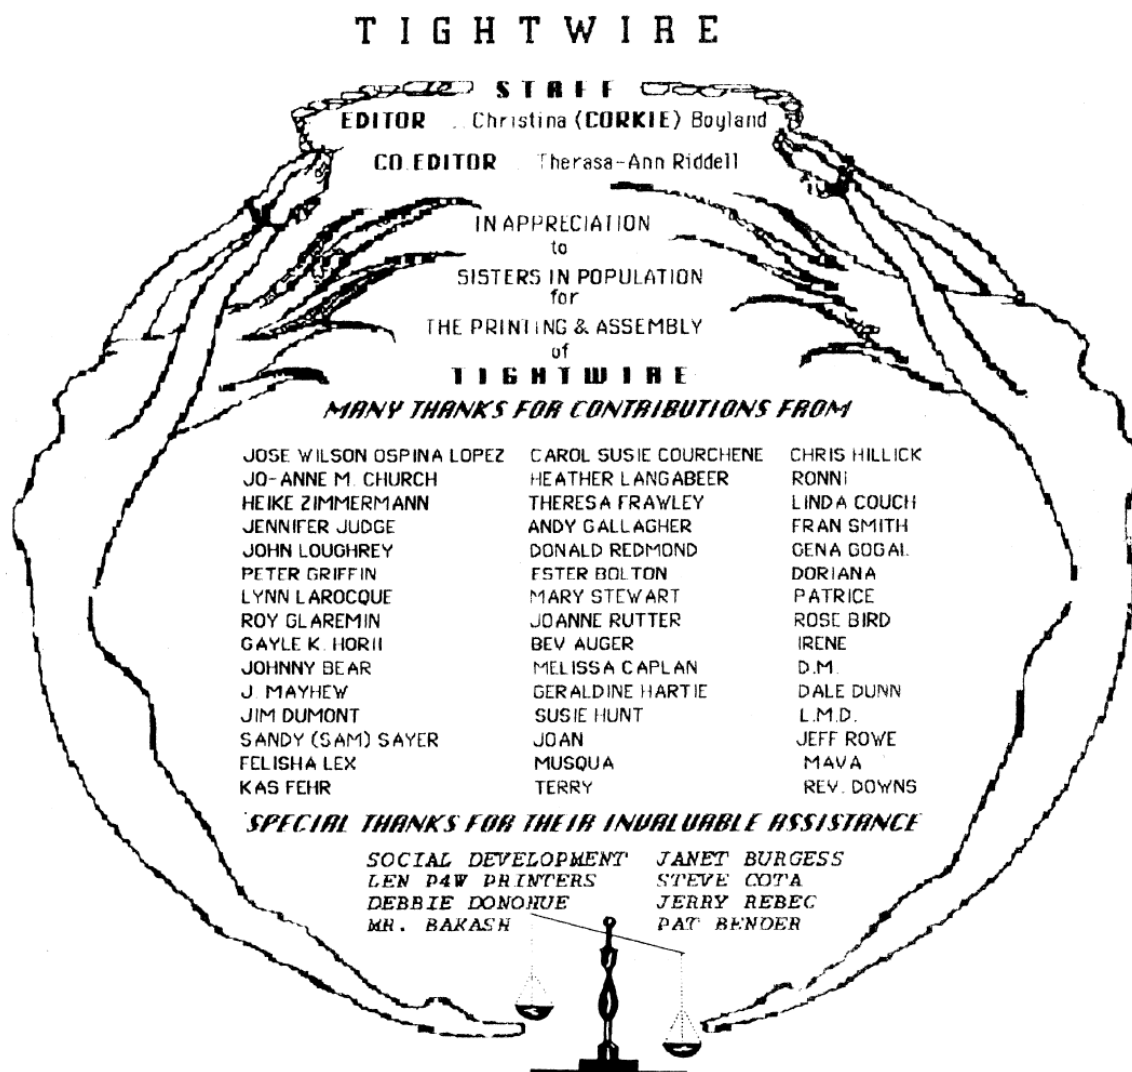 TIGHTWIRE
STAFF
EDITOR .. Christina (CORKIE) Boyland
CO.EDITOR . Therasa-Ann Riddell
IN APPRECIATION
to
SISTERS IN POPULATION
for
THE PRINTING & ASSEMBLY
of
TIGHTWIRE
MANY THANKS FOR CONTRIBUTIONS FROM
JOSE WILSON OSPINA LOPEZ CAROL SUSIE COURCHENE CHRIS HILLICK
JO-ANNE M. CHURCH HEATHER LANGABEER RONNI
HEIKE ZIMMERMANN THERESA FRAWLEY LINDA COUCH
JENNIFER JUDGE ANDY GALLAGHER FRAN SMITH
JOHN LOUGHREY DONALD REDMOND GENA GOGAL
PETER GRIFFIN ESTER BOLTON DORIANA
LYNN LAROCQUE MARY STEWART PATRICE
ROY GLAREMIN JOANNE RUTTER ROSE BIRD
GAYLE K. HORII BEV AUGER IRENE
JOHNNY BEAR MELISSA CAPLAN D.M.
J. MAYHEW GERALDINE HARTIE DALE DUNN
JIM DUMONT SUSIE HUNT L.M.D.
SANDY (SAM) SAYER JOAN JEFF ROWE
FELISHA LEX MUSQUA MAVA
KAS FEHR TERRY REV. DOWNS
SPECIAL THANKS FOR THEIR INVALUABLE ASSISTANCE
SOCIAL DEVELOPMENT JANET BURGESS
LEN P4W PRINTERS STEVE COTA
DEBBIE DONOHUE JERRY REBEC
MR. BAKASH PAT BENDER